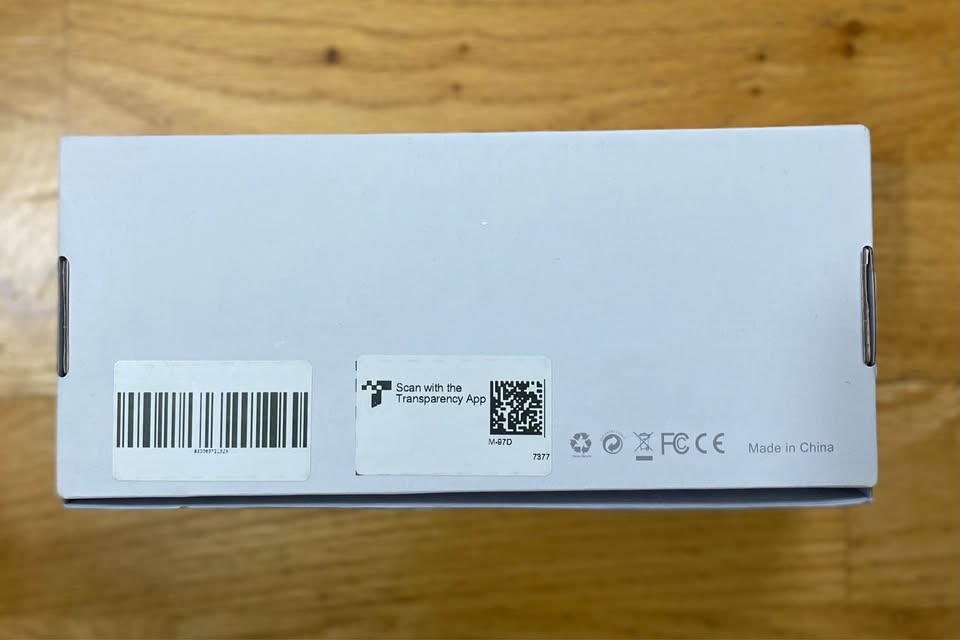 Scan with the
Transparency App
M-97D
7377
FC CE
Made in China